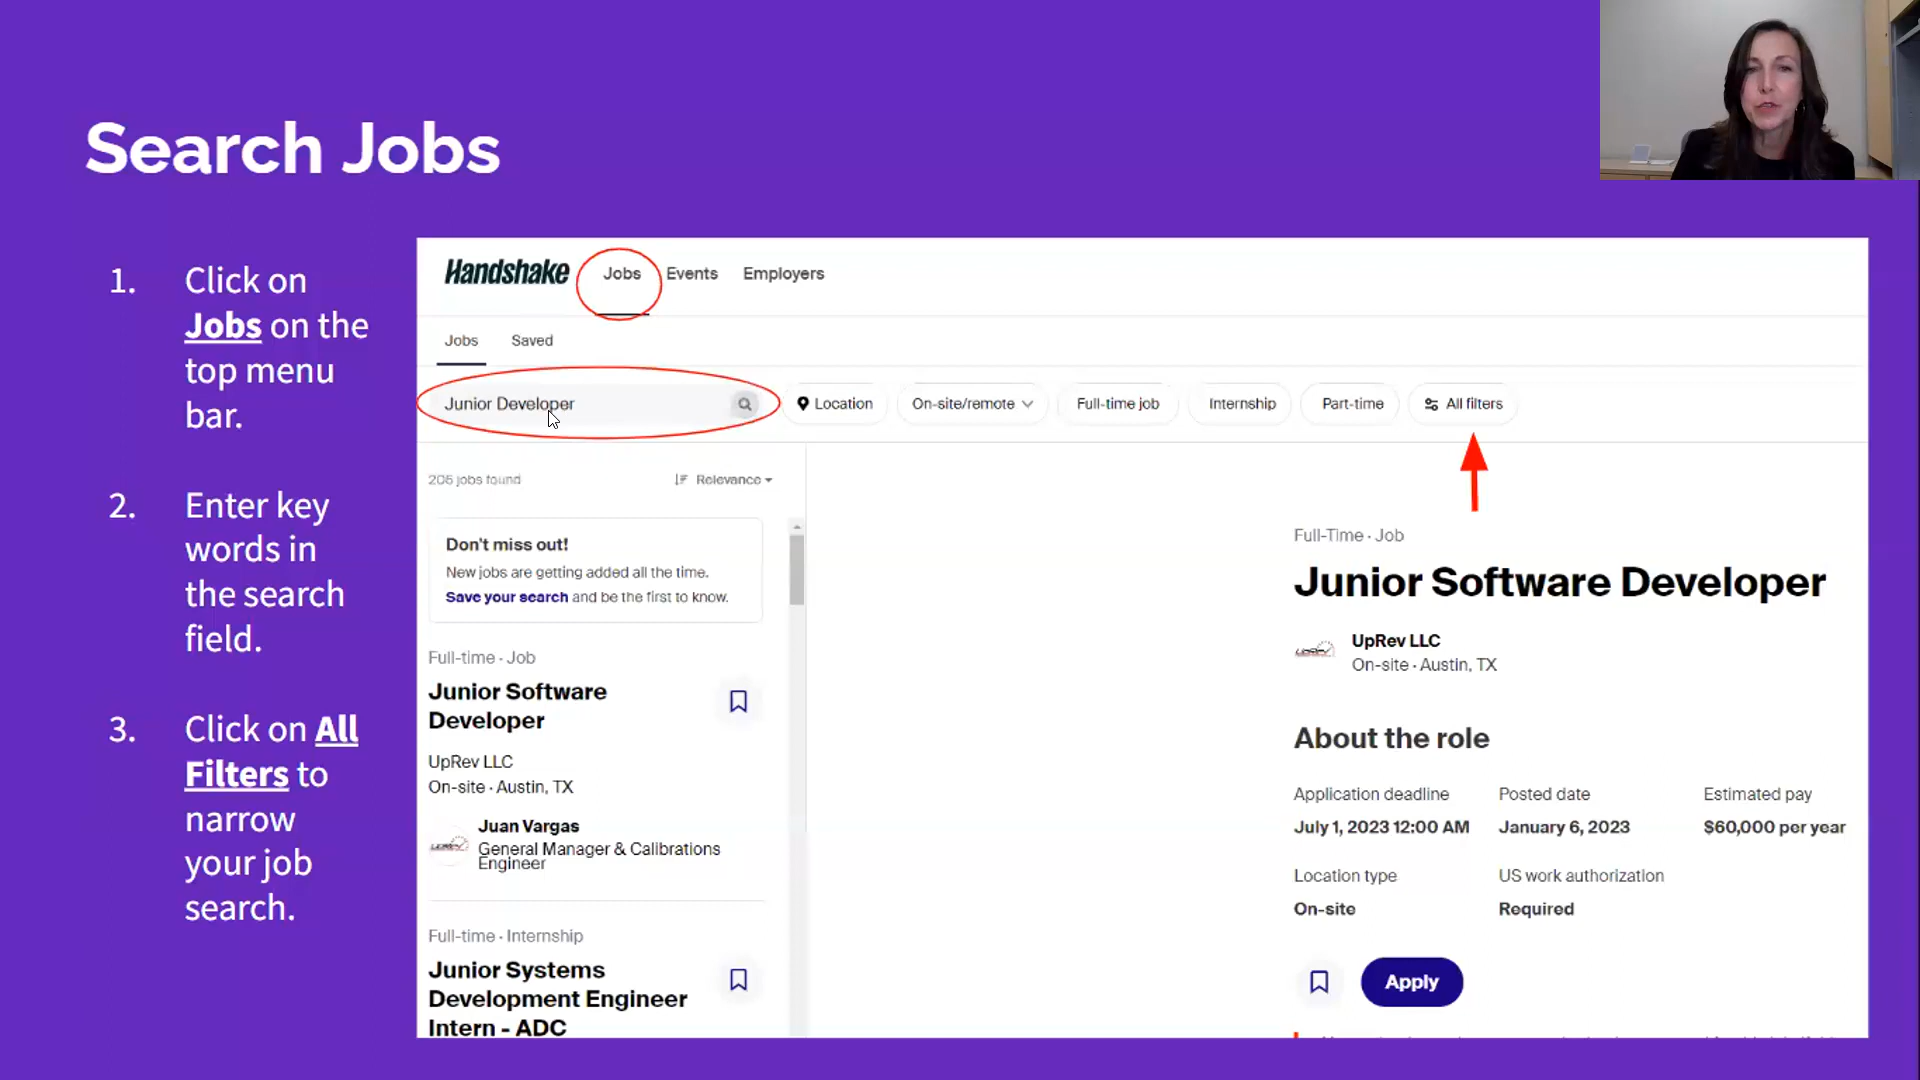 Search Jobs
1. Click on
Jobs on the
top menu
bar.
2. Enter key
words in
the search
field.
3. Click on All
Filters to
narrow
your job
search.
Handshake
Jobs Events Employers
Jobs Saved
Junior Developer
Location On-site/remote Full-time job Internship Part-time All filters
205 jobs found Relevance
Don't miss out!
New jobs are getting added all the time.
Save your search and be the first to know.
Full-time · Job
Junior Software
Developer
UpRev LLC
On-site · Austin, TX
Juan Vargas
General Manager & Calibrations
Engineer
Full-time · Internship
Junior Systems
Development Engineer
Intern - ADC
Full-Time · Job
Junior Software Developer
UpRev LLC
On-site · Austin, TX
About the role
Application deadline Posted date Estimated pay
July 1, 2023 12:00 AM January 6, 2023 $60,000 per year
Location type US work authorization
On-site Required
Apply